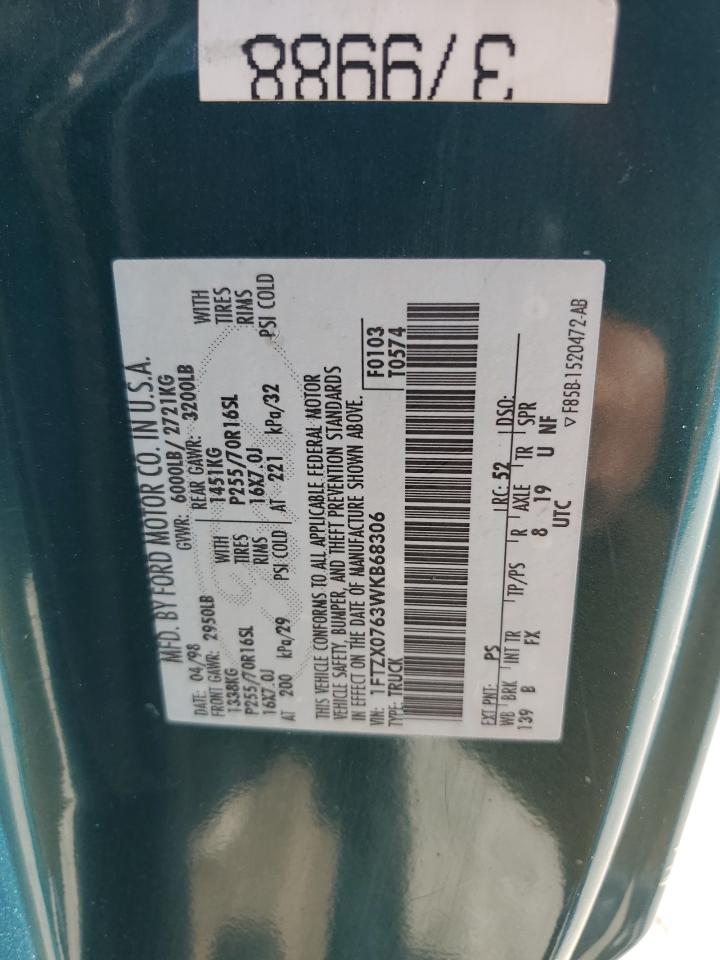 MFD. BY FORD MOTOR CO. IN U.S.A.
DATE: 04/98 GVWR: 6000LB/ 2721KG
FRONT GAWR: 2950LB REAR GAWR: 3200LB
1338KG WITH 1451KG WITH
P255/70R16SL TIRES P255/70R16SL TIRES
16X7.0J RIMS 16X7.0J RIMS
AT 200 kPa/29 PSI COLD AT 221 kPa/32 PSI COLD
THIS VEHICLE CONFORMS TO ALL APPLICABLE FEDERAL MOTOR
VEHICLE SAFETY, BUMPER, AND THEFT PREVENTION STANDARDS
IN EFFECT ON THE DATE OF MANUFACTURE SHOWN ABOVE.
VIN: 1FTZX0763WKB68306 F0103
TYPE: TRUCK T0574
EXT PNT: PS RC: 52 DSO:
WB BRK INT TR TP/PS R AXLE TR SPR
139 B FX 8 19 U NF
UTC
▽ F85B-1520472-AB